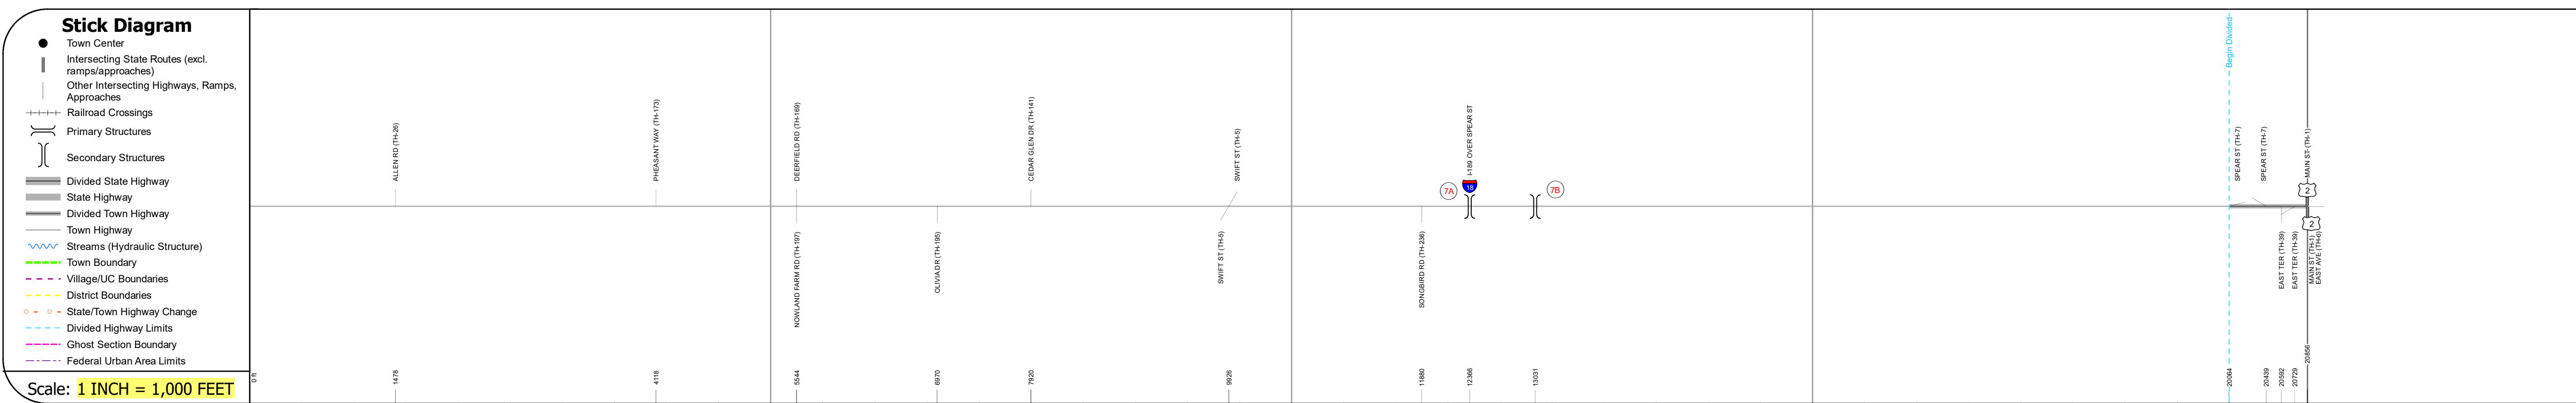 Stick Diagram
Town Center
Intersecting State Routes (excl.
ramps/approaches)
Other Intersecting Highways, Ramps,
Approaches
Railroad Crossings
Primary Structures
Secondary Structures
Divided State Highway
State Highway
Divided Town Highway
Town Highway
Streams (Hydraulic Structure)
Town Boundary
Village/UC Boundaries
District Boundaries
State/Town Highway Change
Divided Highway Limits
Ghost Section Boundary
Federal Urban Area Limits
Scale: 1 INCH = 1,000 FEET
ALLEN RD (TH-26)
PHEASANT WAY (TH-173)
DEERFIELD RD (TH-169)
CEDAR GLEN DR (TH-141)
SWIFT ST (TH-5)
I-189 OVER SPEAR ST
7A
18
7B
Begin Divided
SPEAR ST (TH-7)
SPEAR ST (TH-7)
MAIN ST (TH-1)
2
2
NOWLAND FARM RD (TH-197)
OLIVIA DR (TH-195)
SWIFT ST (TH-5)
SONGBIRD RD (TH-236)
EAST TER (TH-39)
EAST TER (TH-39)
MAIN ST (TH-1)
EAST AVE (TH-6)
0 ft
1478
4118
5544
6970
7920
9926
11880
12366
13031
20064
20439
20592
20729
20856